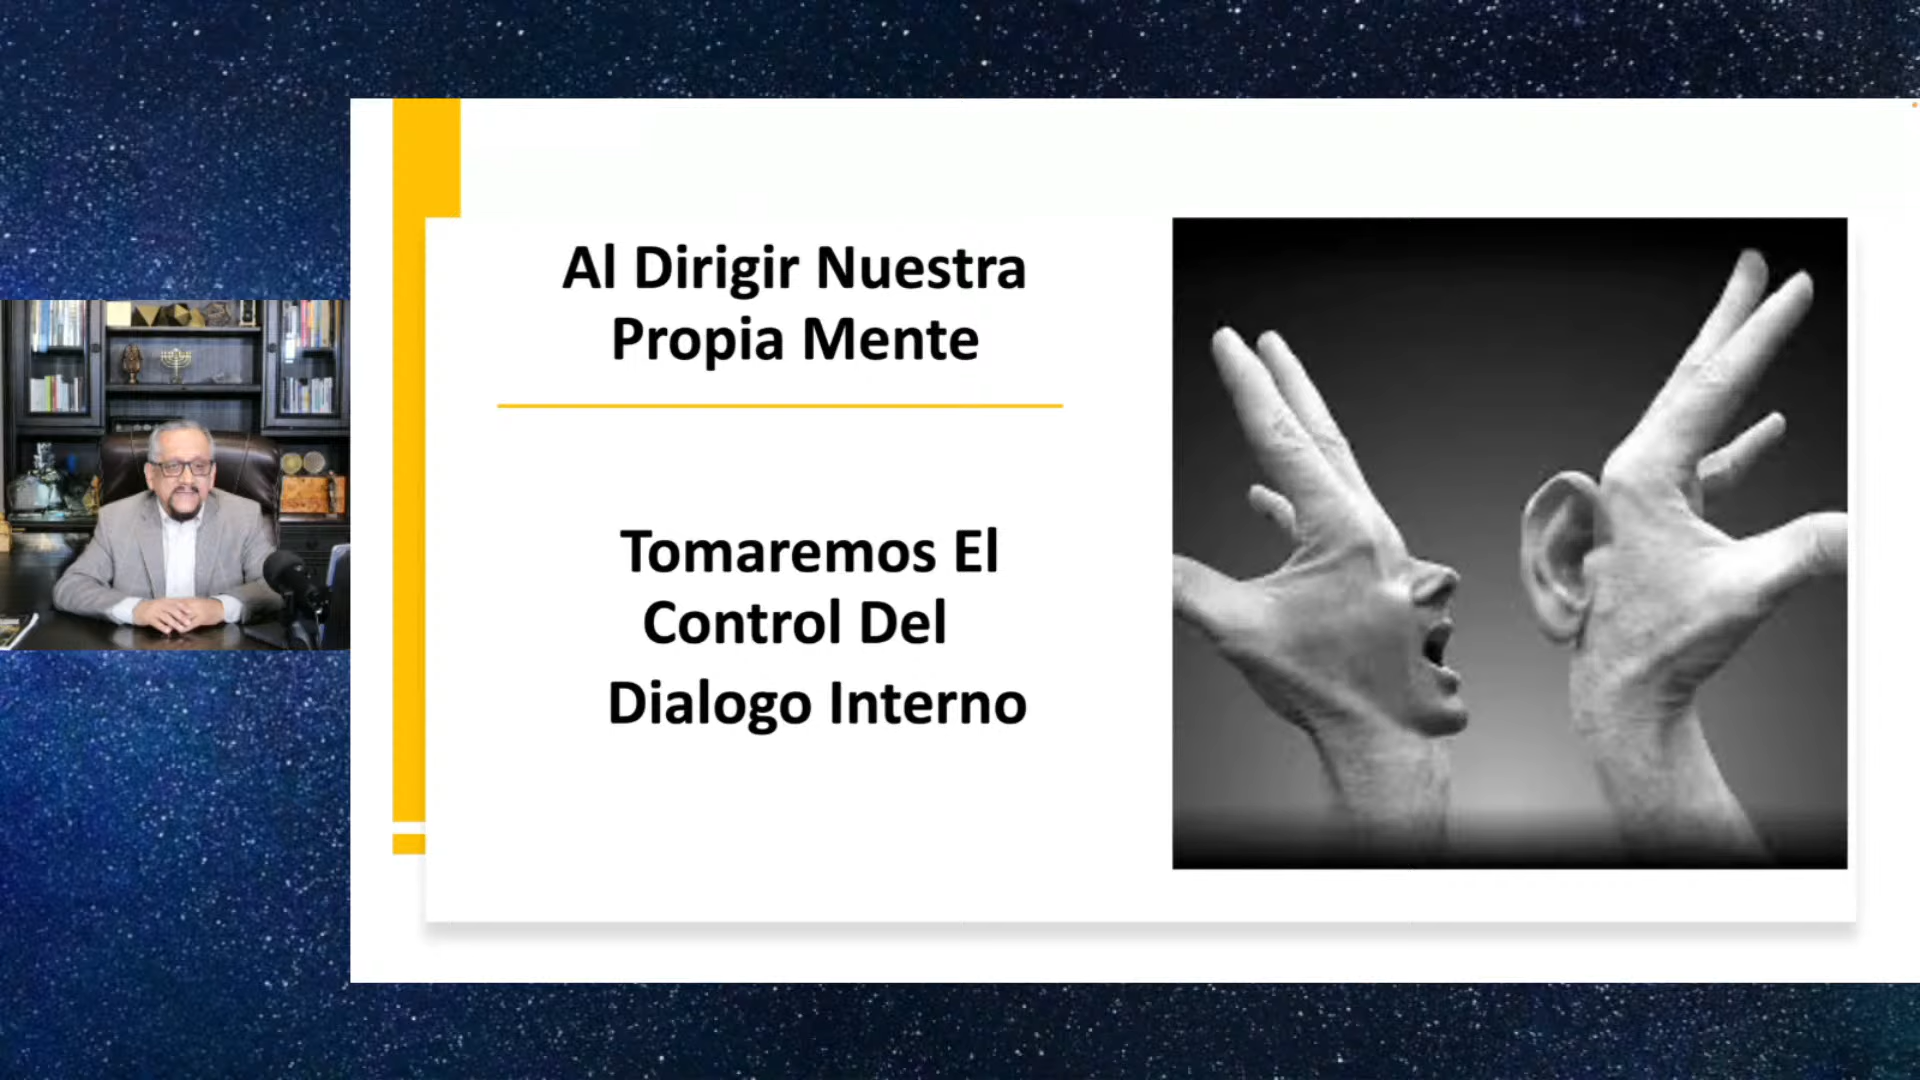 Al Dirigir Nuestra
Propia Mente
Tomaremos El
Control Del
Dialogo Interno